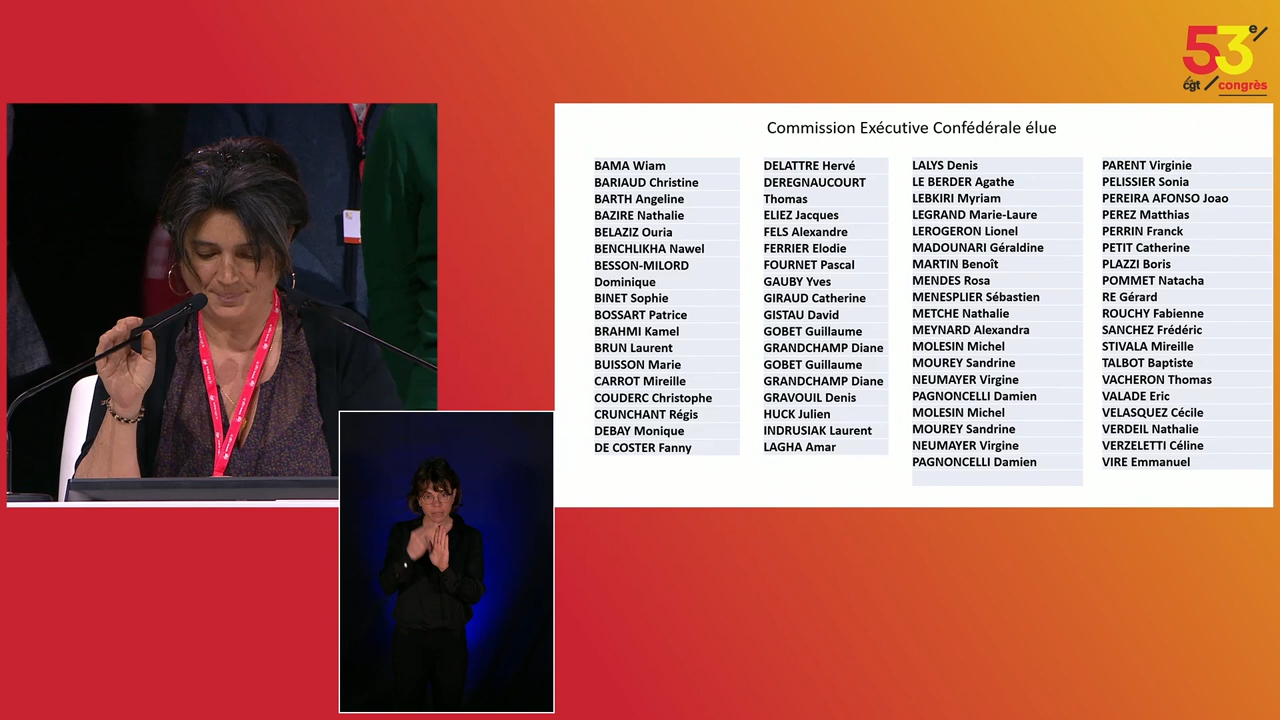 53e
la cgt congrès
Commission Exécutive Confédérale élue
BAMA Wiam
BARIAUD Christine
BARTH Angeline
BAZIRE Nathalie
BELAZIZ Ouria
BENCHLIKHA Nawel
BESSON-MILORD
Dominique
BINET Sophie
BOSSART Patrice
BRAHMI Kamel
BRUN Laurent
BUISSON Marie
CARROT Mireille
COUDERC Christophe
CRUNCHANT Régis
DEBAY Monique
DE COSTER Fanny
DELATTRE Hervé
DEREGNAUCOURT
Thomas
ELIEZ Jacques
FELS Alexandre
FERRIER Elodie
FOURNET Pascal
GAUBY Yves
GIRAUD Catherine
GISTAU David
GOBET Guillaume
GRANDCHAMP Diane
GOBET Guillaume
GRANDCHAMP Diane
GRAVOUIL Denis
HUCK Julien
INDRUSIAK Laurent
LAGHA Amar
LALYS Denis
LE BERDER Agathe
LEBKIRI Myriam
LEGRAND Marie-Laure
LEROGERON Lionel
MADOUNARI Géraldine
MARTIN Benoît
MENDES Rosa
MENESPLIER Sébastien
METCHE Nathalie
MEYNARD Alexandra
MOLESIN Michel
MOUREY Sandrine
NEUMAYER Virgine
PAGNONCELLI Damien
MOLESIN Michel
MOUREY Sandrine
NEUMAYER Virgine
PAGNONCELLI Damien
PARENT Virginie
PELISSIER Sonia
PEREIRA AFONSO Joao
PEREZ Matthias
PERRIN Franck
PETIT Catherine
PLAZZI Boris
POMMET Natacha
RE Gérard
ROUCHY Fabienne
SANCHEZ Frédéric
STIVALA Mireille
TALBOT Baptiste
VACHERON Thomas
VALADE Eric
VELASQUEZ Cécile
VERDEIL Nathalie
VERZELETTI Céline
VIRE Emmanuel